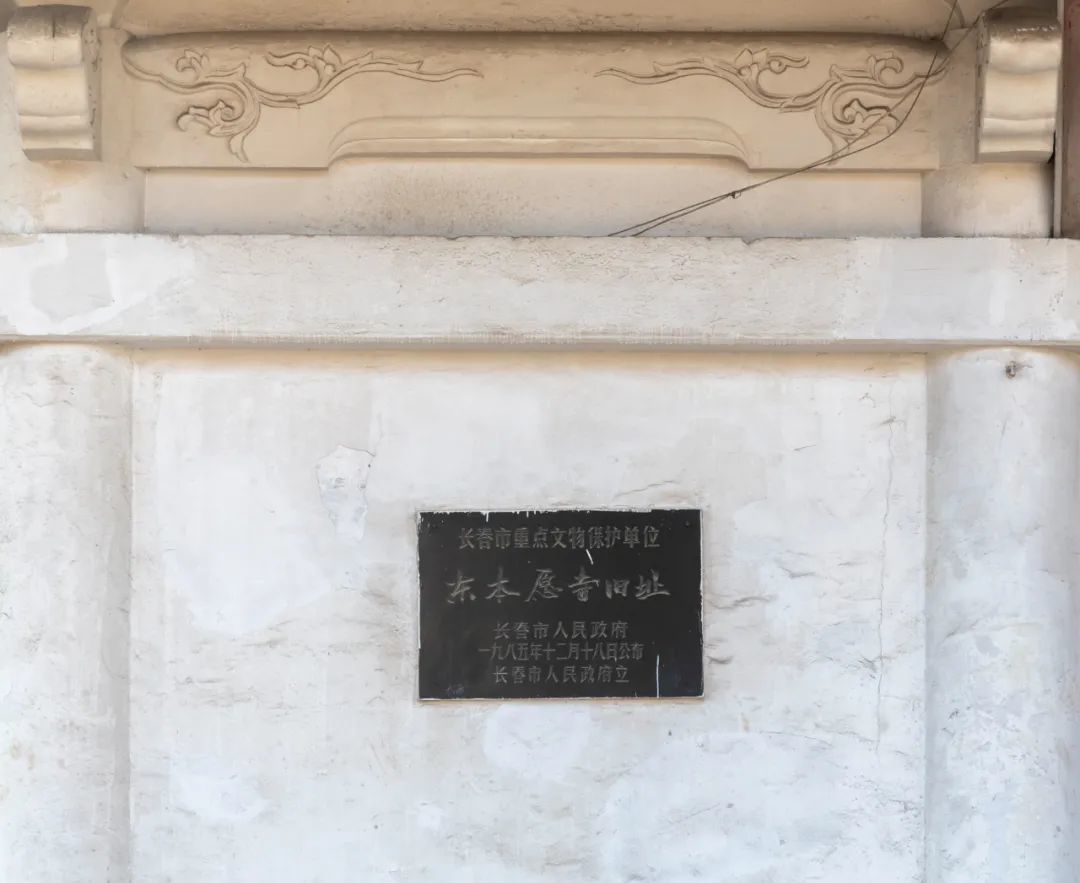 长春市重点文物保护单位
东本愿寺旧址
长春市人民政府
一九八五年十二月十八日公布
长春市人民政府立